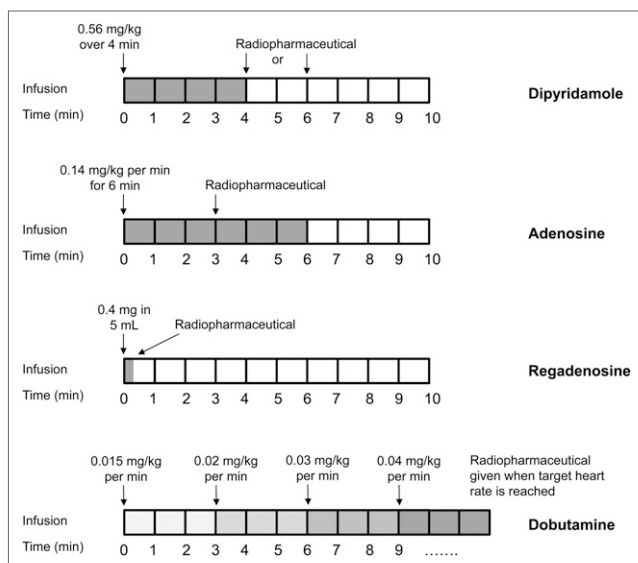 0.56 mg/kg
over 4 min
Radiopharmaceutical
or
Infusion
Time (min) 0 1 2 3 4 5 6 7 8 9 10
Dipyridamole
0.14 mg/kg per min
for 6 min
Radiopharmaceutical
Infusion
Time (min) 0 1 2 3 4 5 6 7 8 9 10
Adenosine
0.4 mg in
5 mL
Radiopharmaceutical
Infusion
Time (min) 0 1 2 3 4 5 6 7 8 9 10
Regadenosine
0.015 mg/kg
per min
0.02 mg/kg
per min
0.03 mg/kg
per min
0.04 mg/kg
per min
Radiopharmaceutical
given when target heart
rate is reached
Infusion
Time (min) 0 1 2 3 4 5 6 7 8 9 .......
Dobutamine